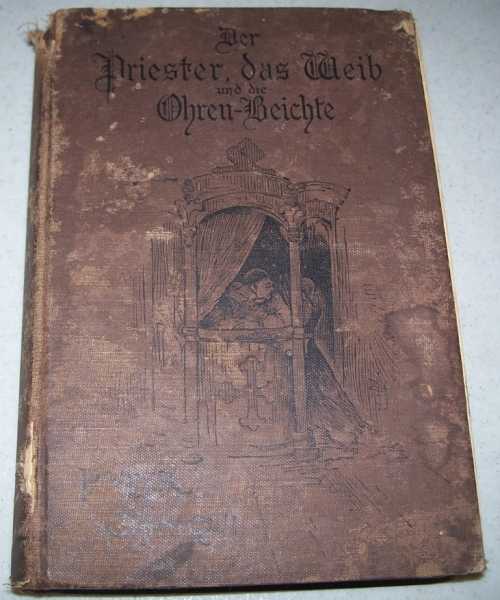 Der
Priester, das Weib
und die
Ohren-Beichte